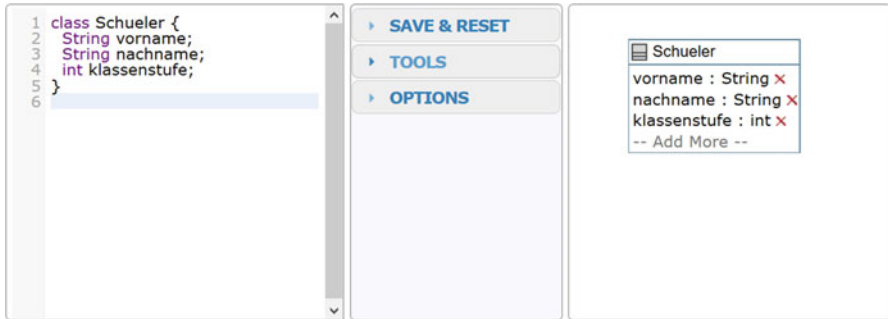 1 class Schueler {
2 String vorname;
3 String nachname;
4 int klassenstufe;
5 }
6
SAVE & RESET
TOOLS
OPTIONS
Schueler
vorname : String ×
nachname : String ×
klassenstufe : int ×
-- Add More --